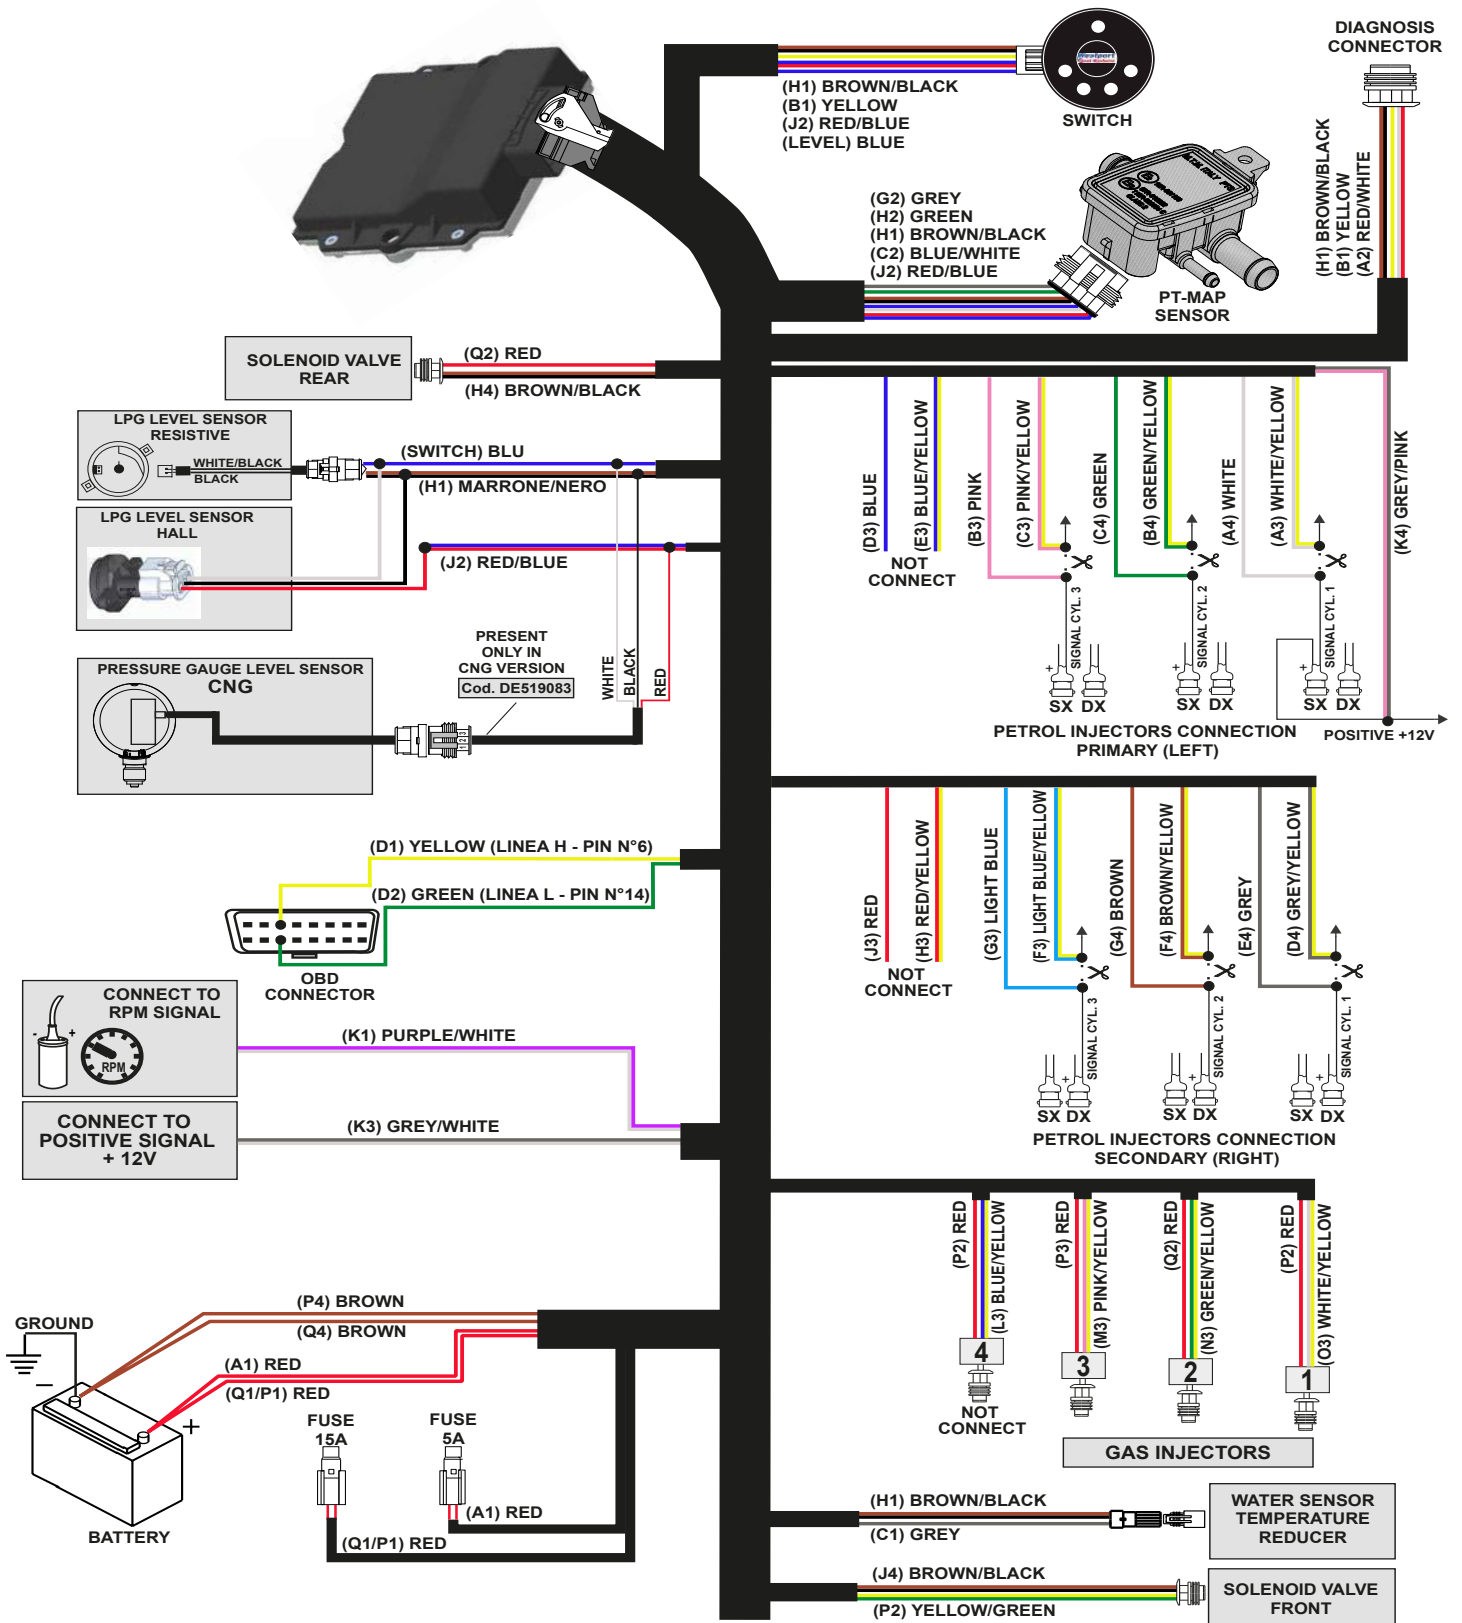 DIAGNOSIS
CONNECTOR
(H1) BROWN/BLACK
(B1) YELLOW
(J2) RED/BLUE
(LEVEL) BLUE
Westport
SWITCH
(G2) GREY
(H2) GREEN
(H1) BROWN/BLACK
(C2) BLUE/WHITE
(J2) RED/BLUE
PT-MAP
SENSOR
(H1) BROWN/BLACK
(B1) YELLOW
(A2) RED/WHITE
SOLENOID VALVE
REAR
(Q2) RED
(H4) BROWN/BLACK
LPG LEVEL SENSOR
RESISTIVE
WHITE/BLACK
BLACK
(SWITCH) BLU
(H1) MARRONE/NERO
LPG LEVEL SENSOR
HALL
(J2) RED/BLUE
PRESSURE GAUGE LEVEL SENSOR
CNG
PRESENT
ONLY IN
CNG VERSION
Cod. DE519083
1 2 3
WHITE
BLACK
RED
(D3) BLUE
(E3) BLUE/YELLOW
NOT
CONNECT
(B3) PINK
(C3) PINK/YELLOW
(C4) GREEN
(B4) GREEN/YELLOW
(A4) WHITE
(A3) WHITE/YELLOW
(K4) GREY/PINK
SIGNAL CYL. 3
SIGNAL CYL. 2
SIGNAL CYL. 1
+
+
+
SX DX
SX DX
SX DX
PETROL INJECTORS CONNECTION
PRIMARY (LEFT)
POSITIVE +12V
(D1) YELLOW (LINEA H - PIN N°6)
(D2) GREEN (LINEA L - PIN N°14)
OBD
CONNECTOR
(J3) RED
(H3) RED/YELLOW
NOT
CONNECT
(G3) LIGHT BLUE
(F3) LIGHT BLUE/YELLOW
(G4) BROWN
(F4) BROWN/YELLOW
(E4) GREY
(D4) GREY/YELLOW
SIGNAL CYL. 3
SIGNAL CYL. 2
SIGNAL CYL. 1
+
+
+
SX DX
SX DX
SX DX
PETROL INJECTORS CONNECTION
SECONDARY (RIGHT)
CONNECT TO
RPM SIGNAL
- +
RPM
(K1) PURPLE/WHITE
CONNECT TO
POSITIVE SIGNAL
+ 12V
(K3) GREY/WHITE
(P2) RED
(L3) BLUE/YELLOW
(P3) RED
(M3) PINK/YELLOW
(Q2) RED
(N3) GREEN/YELLOW
(P2) RED
(O3) WHITE/YELLOW
4
3
2
1
NOT
CONNECT
GAS INJECTORS
(P4) BROWN
(Q4) BROWN
GROUND
(A1) RED
(Q1/P1) RED
−
+
BATTERY
FUSE
15A
FUSE
5A
(A1) RED
(Q1/P1) RED
(H1) BROWN/BLACK
(C1) GREY
WATER SENSOR
TEMPERATURE
REDUCER
(J4) BROWN/BLACK
(P2) YELLOW/GREEN
SOLENOID VALVE
FRONT